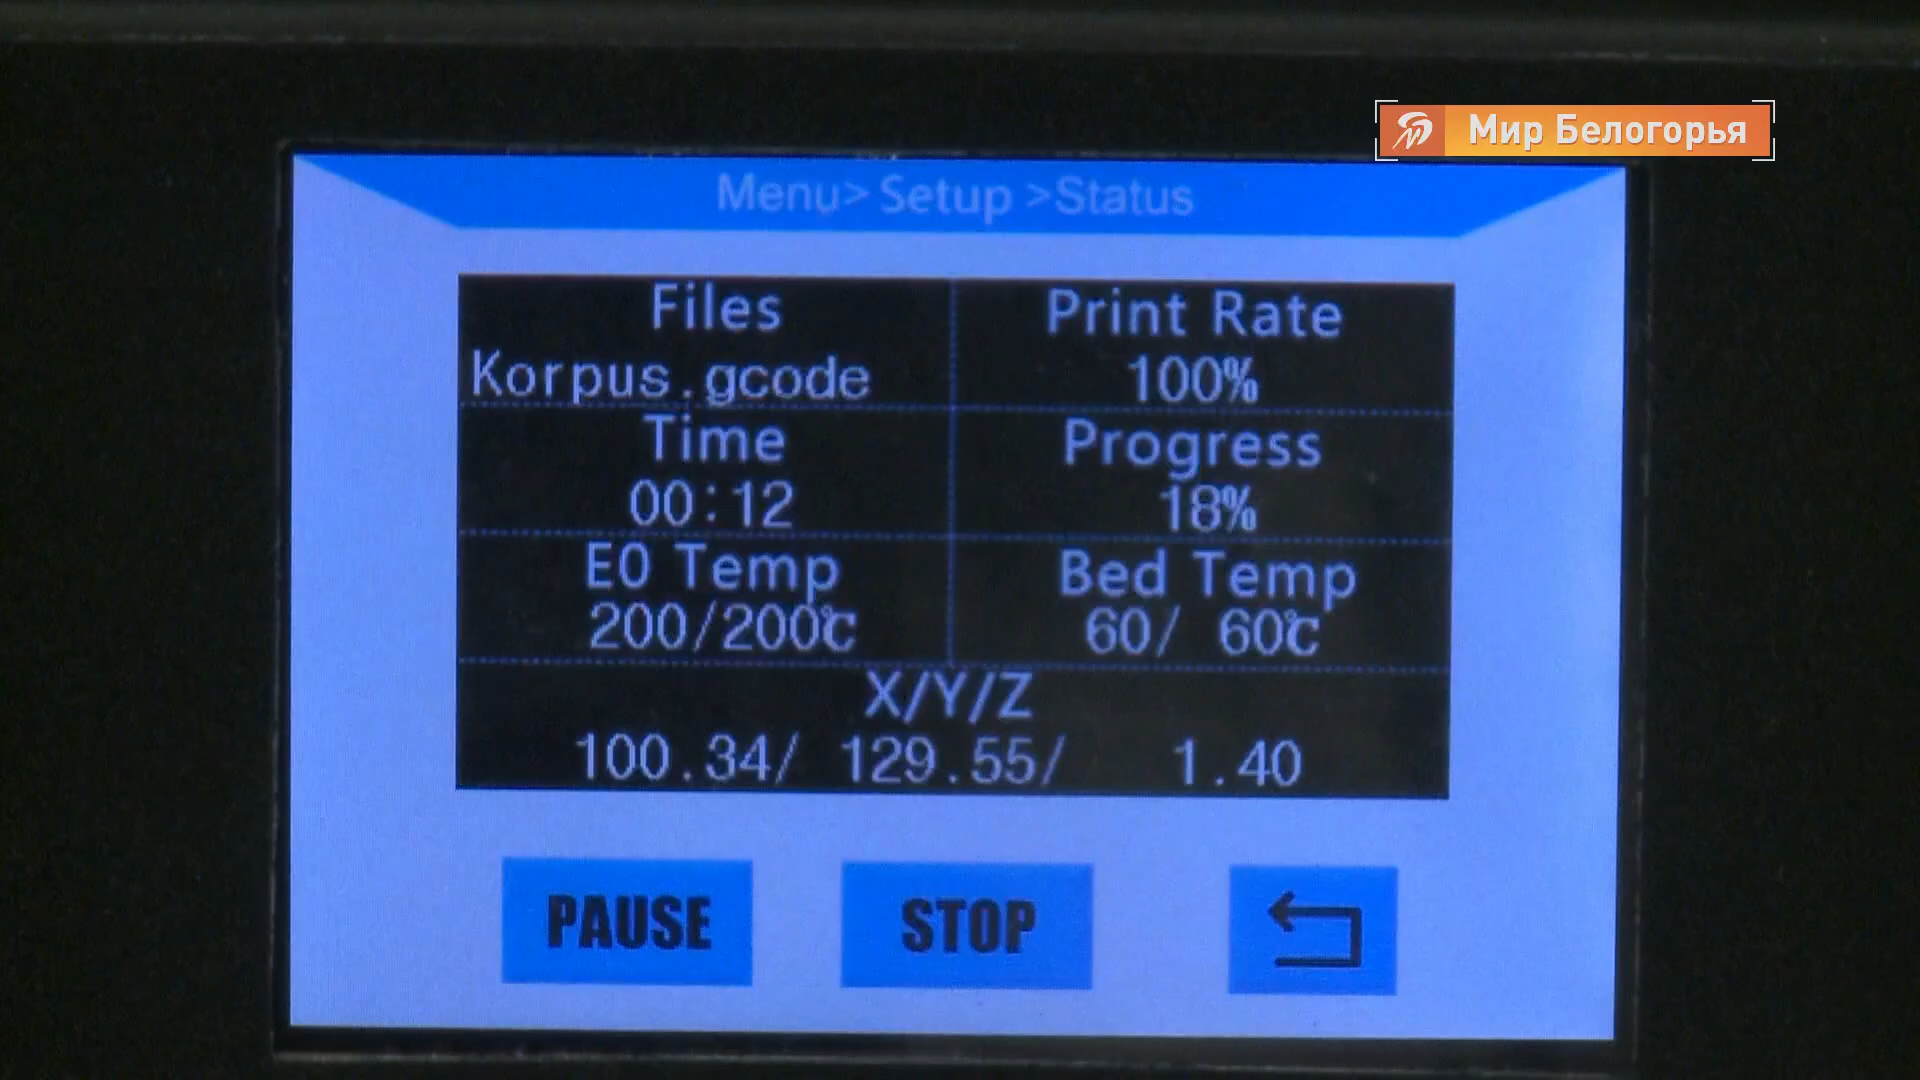 Мир Белогорья
Menu> Setup >Status
Files
Print Rate
Korpus.gcode
100%
Time
Progress
00:12
18%
E0 Temp
Bed Temp
200/200℃
60/ 60℃
X/Y/Z
100.34/ 129.55/ 1.40
PAUSE
STOP